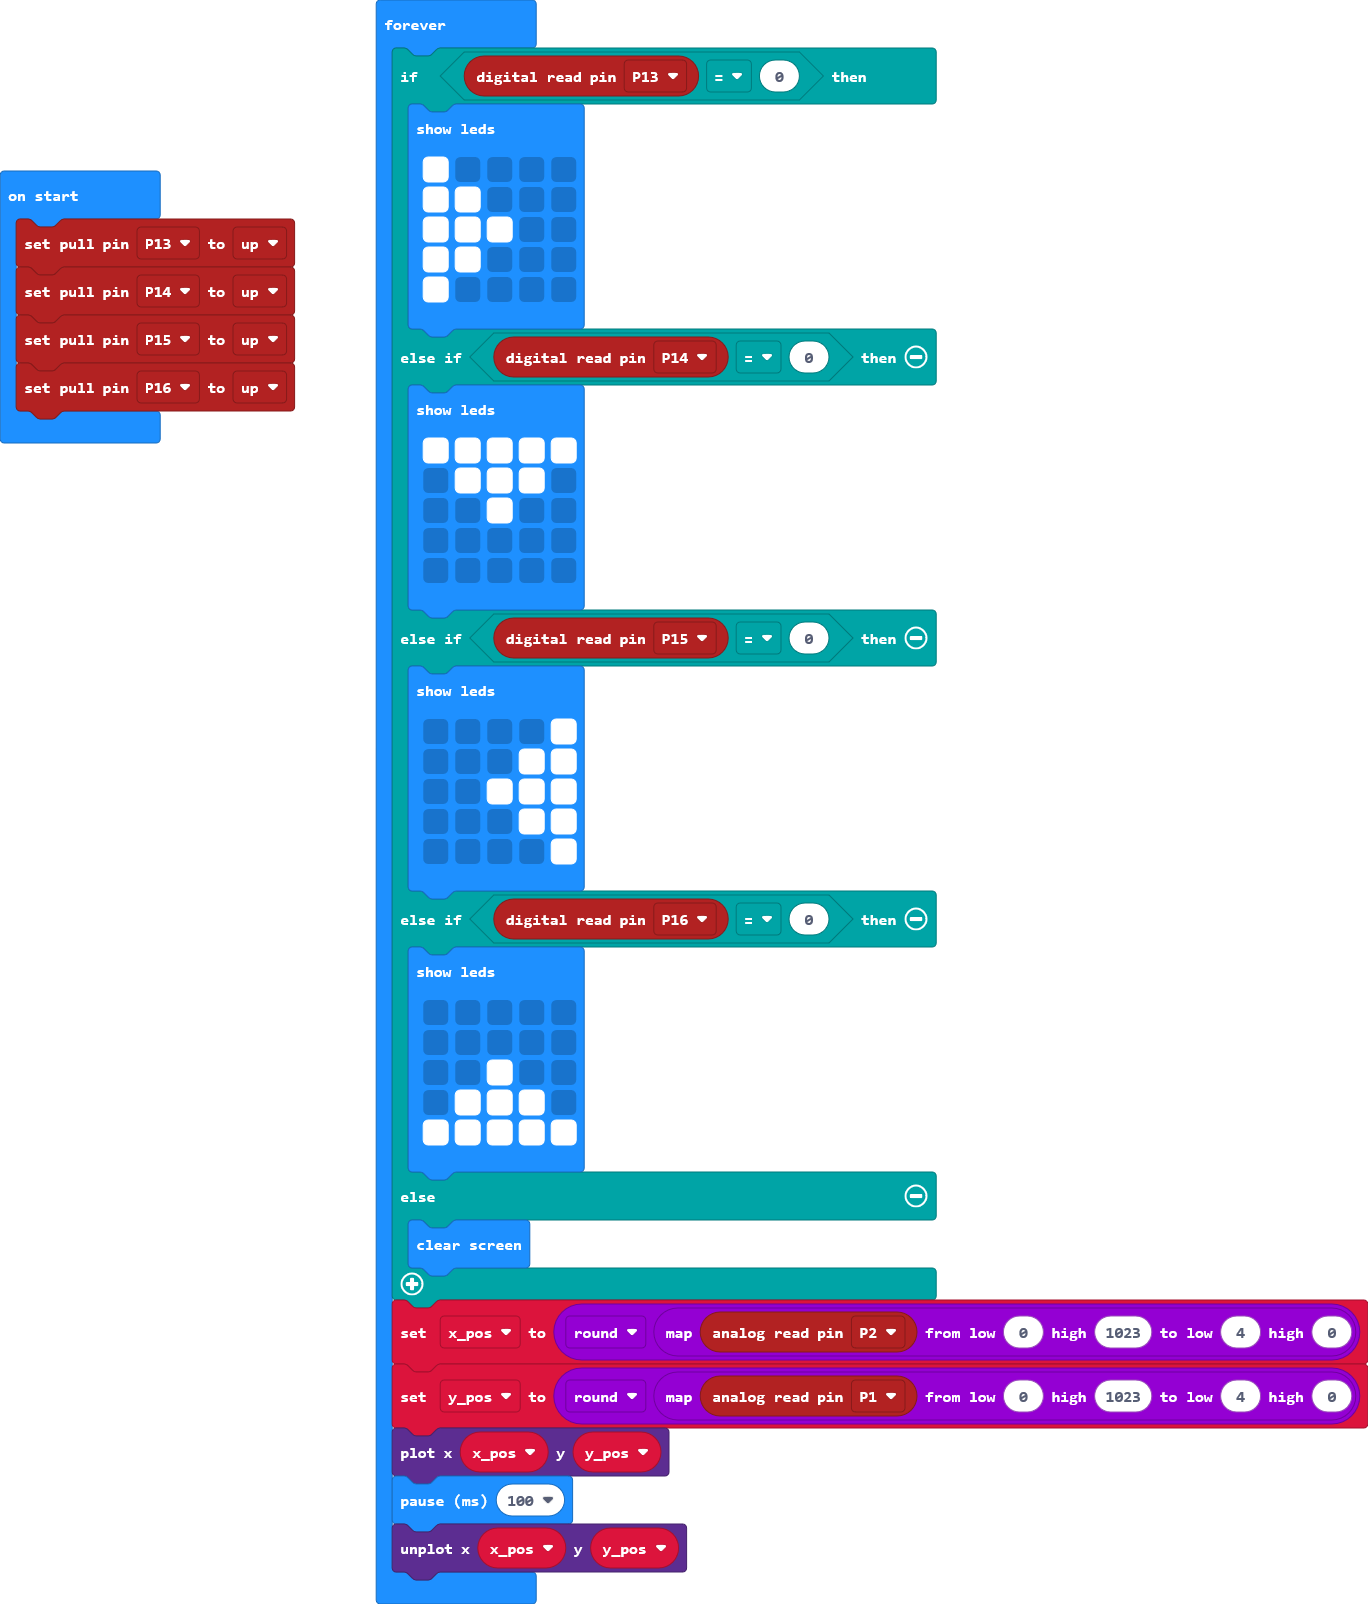 on start
set pull pin P13 to up
set pull pin P14 to up
set pull pin P15 to up
set pull pin P16 to up
forever
if digital read pin P13 = 0 then
show leds
else if digital read pin P14 = 0 then
show leds
else if digital read pin P15 = 0 then
show leds
else if digital read pin P16 = 0 then
show leds
else
clear screen
set x_pos to round map analog read pin P2 from low 0 high 1023 to low 4 high 0
set y_pos to round map analog read pin P1 from low 0 high 1023 to low 4 high 0
plot x x_pos y y_pos
pause (ms) 100
unplot x x_pos y y_pos